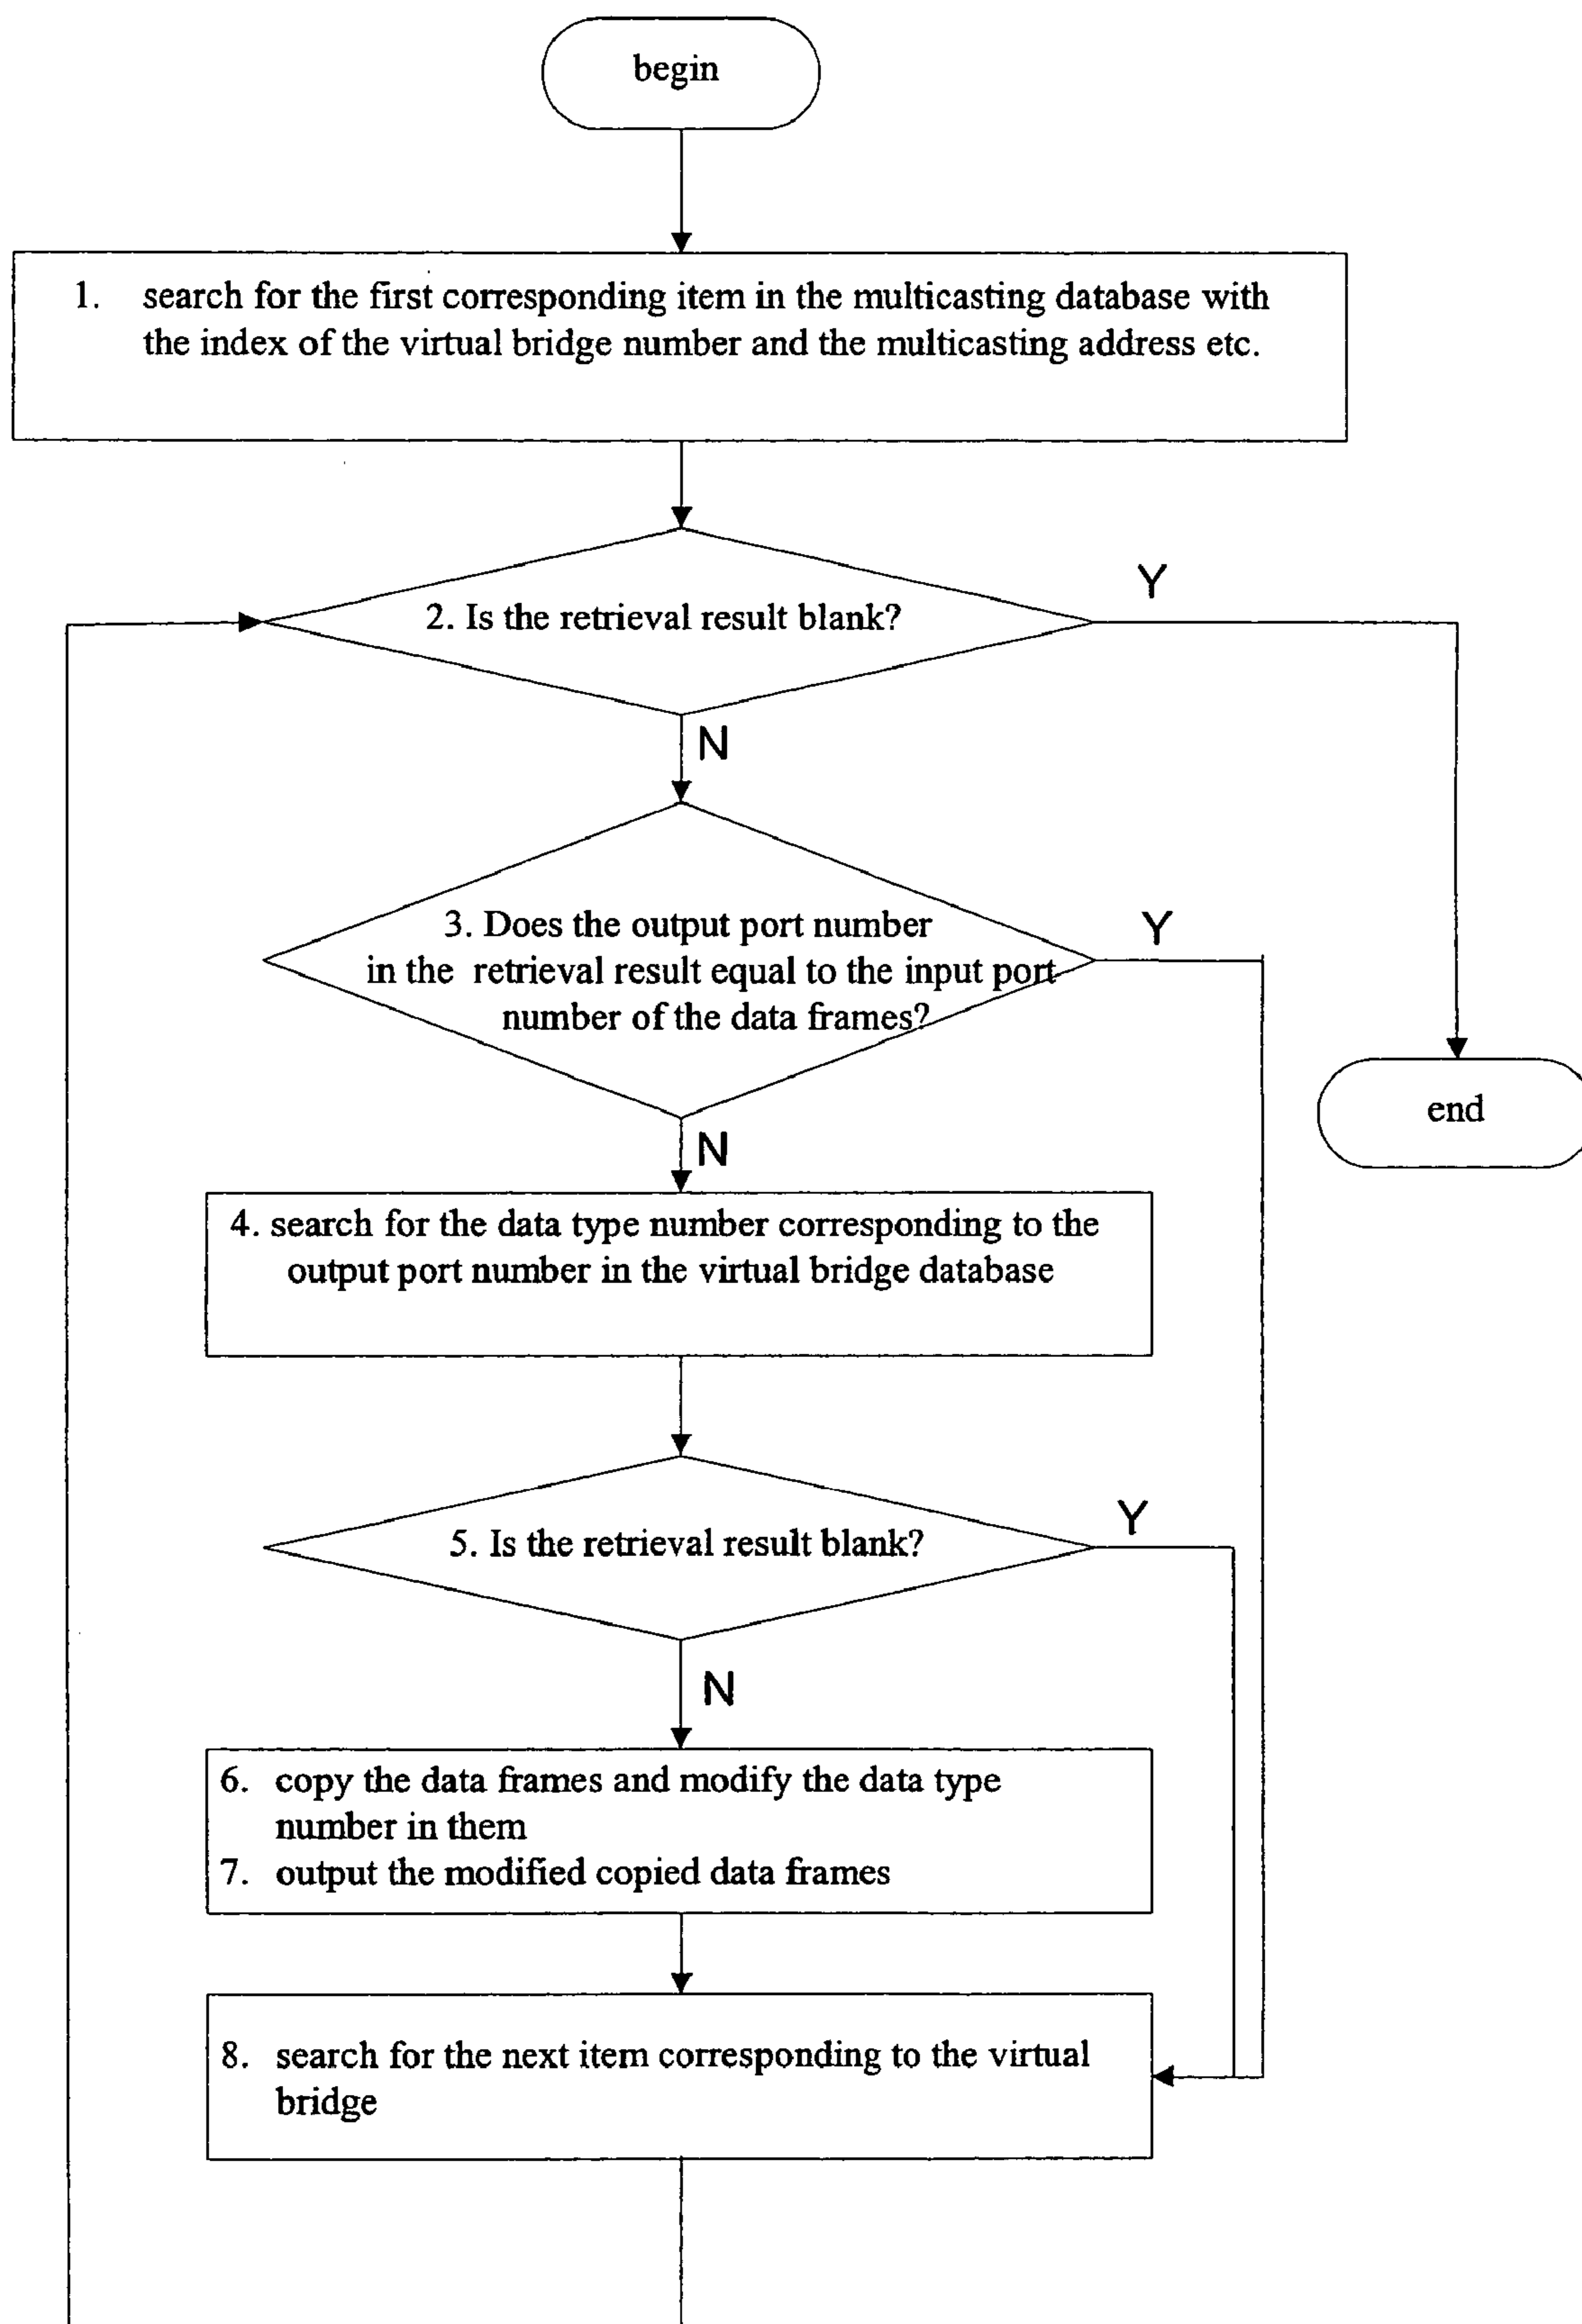 begin
1. search for the first corresponding item in the multicasting database with
the index of the virtual bridge number and the multicasting address etc.
2. Is the retrieval result blank?
Y
N
3. Does the output port number
in the retrieval result equal to the input port
number of the data frames?
Y
end
N
4. search for the data type number corresponding to the
output port number in the virtual bridge database
5. Is the retrieval result blank?
Y
N
6. copy the data frames and modify the data type
number in them
7. output the modified copied data frames
8. search for the next item corresponding to the virtual
bridge